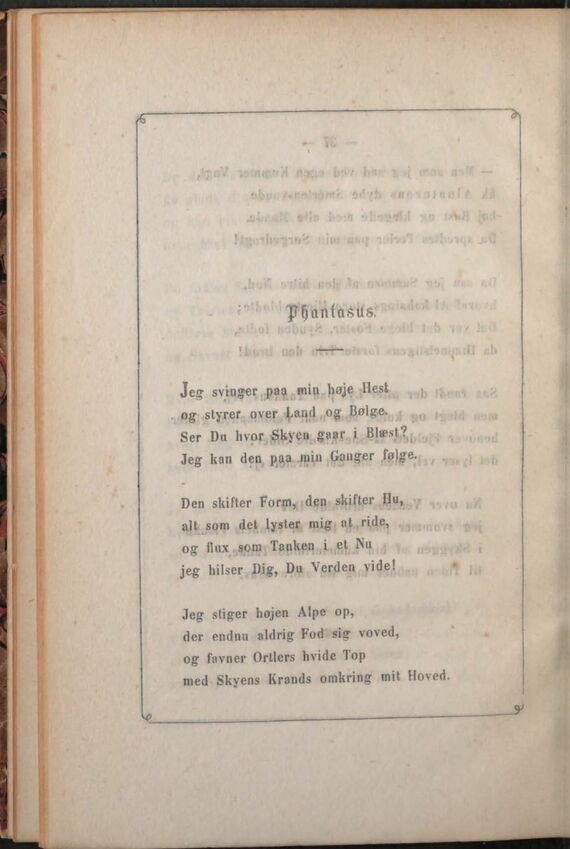 Phantasus.
Jeg svinger paa min høje Hest
og styrer over Land og Bølge.
Ser Du hvor Skyen gaar i Blæst?
Jeg kan den paa min Ganger følge.
Den skifter Form, den skifter Hu,
alt som det lyster mig at ride,
og flux som Tanken i et Nu
jeg hilser Dig, Du Verden vide!
Jeg stiger højen Alpe op,
der endnu aldrig Fod sig voved,
og favner Ortlers hvide Top
med Skyens Krands omkring mit Hoved.